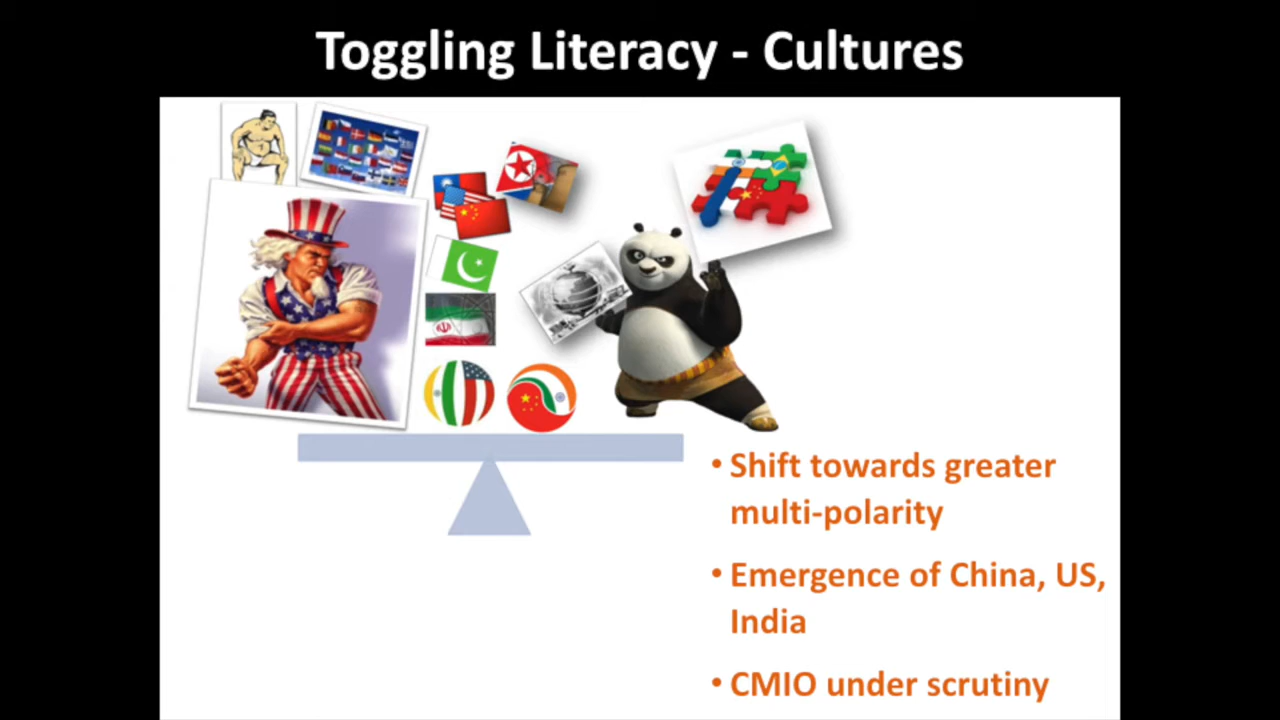 Toggling Literacy - Cultures
• Shift towards greater
multi-polarity
• Emergence of China, US,
India
• CMIO under scrutiny